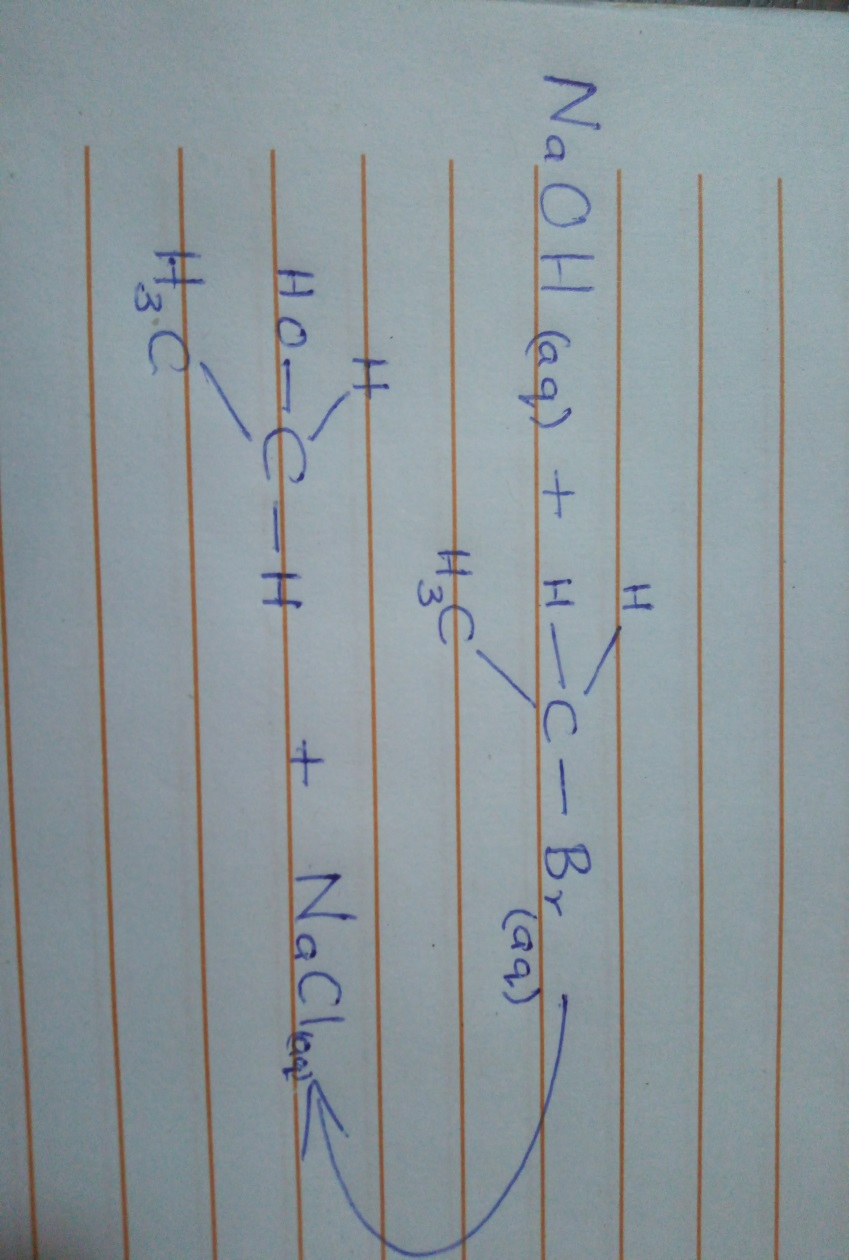 H
NaOH (aq) + H — C — Br (aq)
H3C
H
HO — C — H + NaCl (aq)
H3C